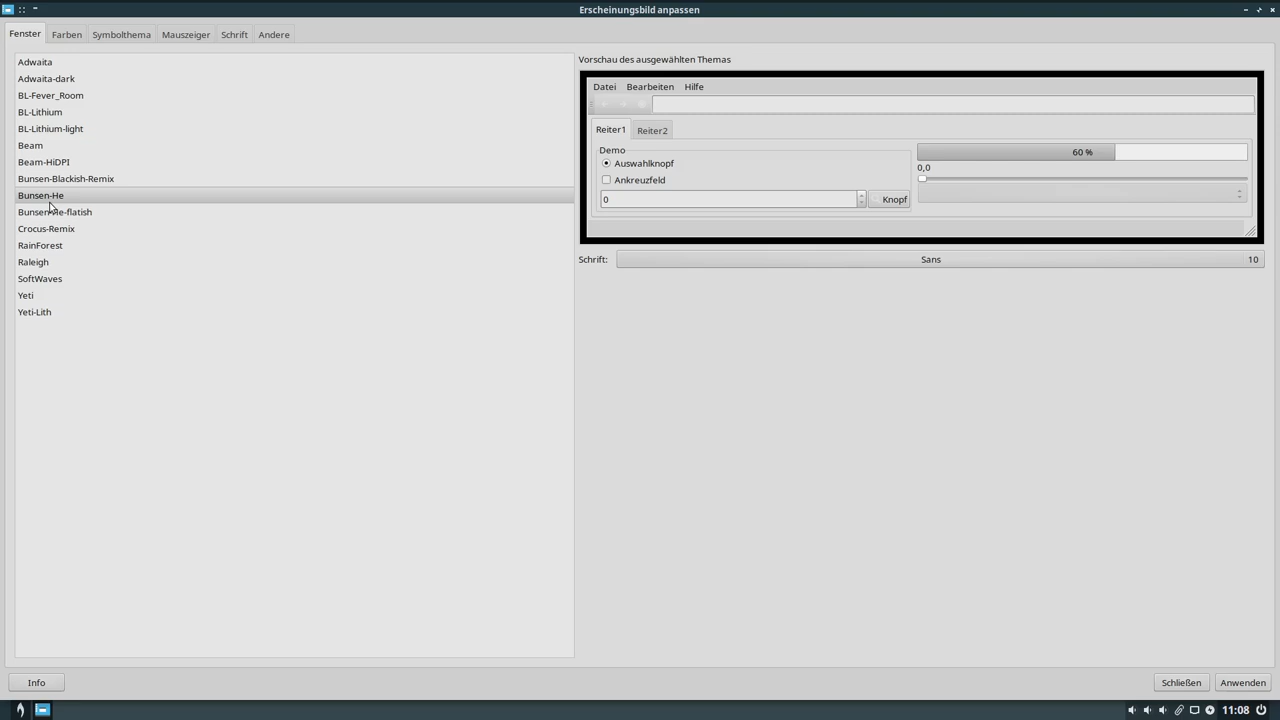 Erscheinungsbild anpassen
Fenster Farben Symbolthema Mauszeiger Schrift Andere
Adwaita
Adwaita-dark
BL-Fever_Room
BL-Lithium
BL-Lithium-light
Beam
Beam-HiDPI
Bunsen-Blackish-Remix
Bunsen-He
Bunsen-He-flatish
Crocus-Remix
RainForest
Raleigh
SoftWaves
Yeti
Yeti-Lith
Vorschau des ausgewählten Themas
Datei Bearbeiten Hilfe
Reiter1 Reiter2
Demo
Auswahlknopf
Ankreuzfeld
0 Knopf
60 %
0,0
Schrift: Sans 10
Info Schließen Anwenden
11:08